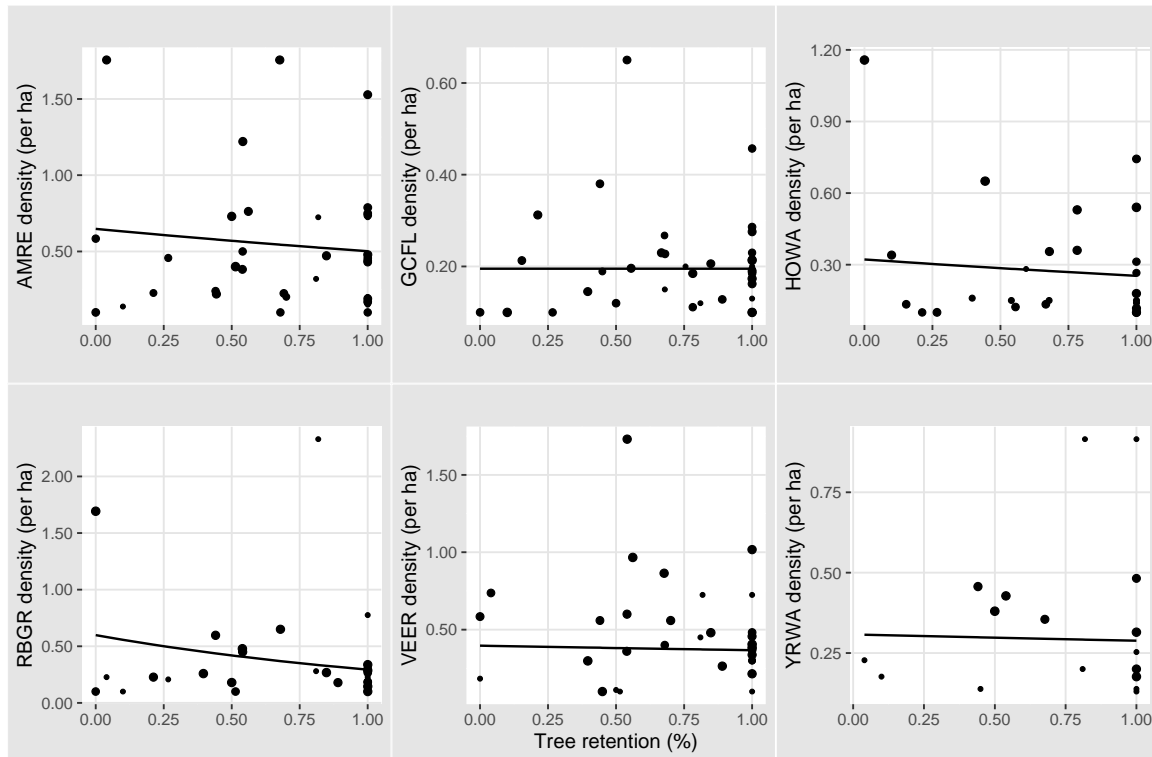 AMRE density (per ha)
1.50
1.00
0.50
0.00 0.25 0.50 0.75 1.00
GCFL density (per ha)
0.60
0.40
0.20
0.00 0.25 0.50 0.75 1.00
HOWA density (per ha)
1.20
0.90
0.60
0.30
0.00 0.25 0.50 0.75 1.00
RBGR density (per ha)
2.00
1.50
1.00
0.50
0.00
0.00 0.25 0.50 0.75 1.00
VEER density (per ha)
1.50
1.00
0.50
0.00 0.25 0.50 0.75 1.00
YRWA density (per ha)
0.75
0.50
0.25
0.00 0.25 0.50 0.75 1.00
Tree retention (%)